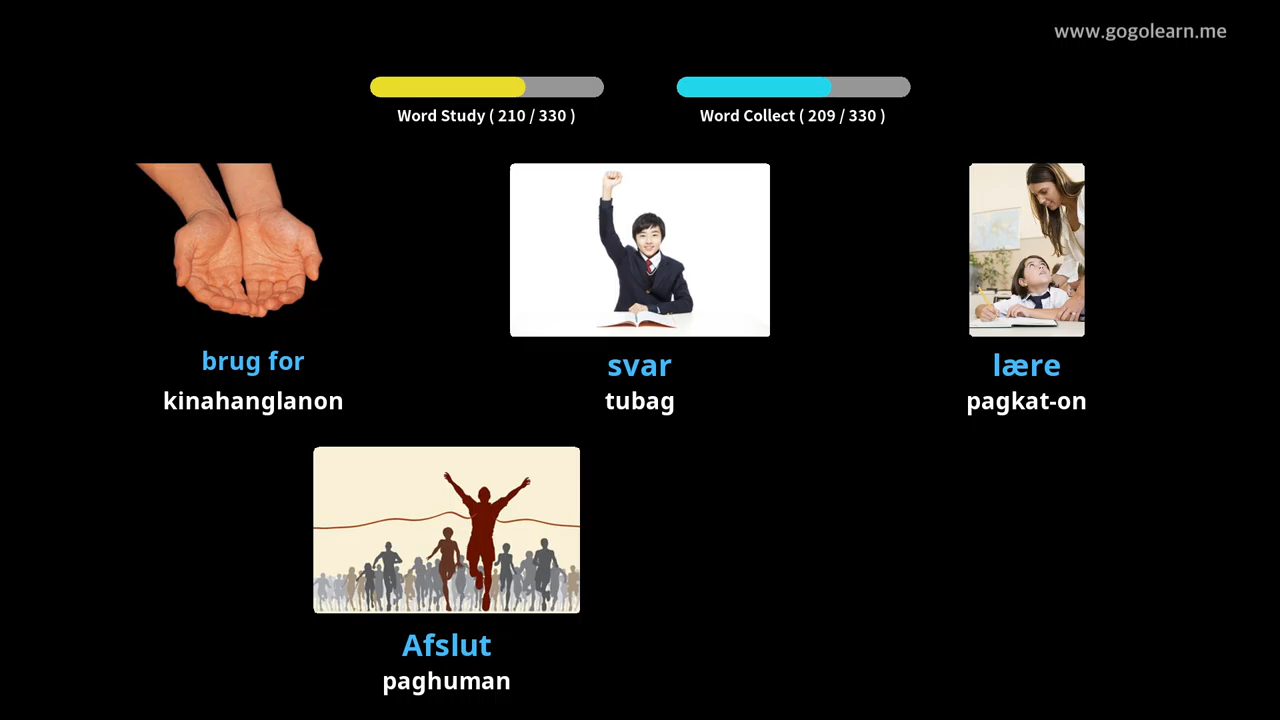 www.gogolearn.me
Word Study ( 210 / 330 )
Word Collect ( 209 / 330 )
brug for
kinahanglanon
svar
tubag
lære
pagkat-on
Afslut
paghuman